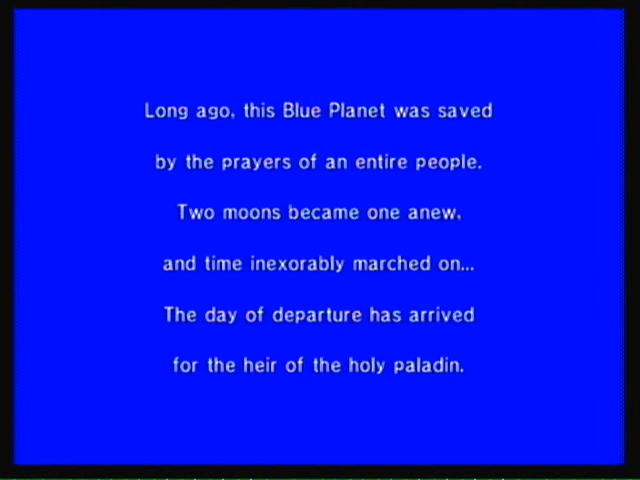 Long ago, this Blue Planet was saved
by the prayers of an entire people.
Two moons became one anew,
and time inexorably marched on...
The day of departure has arrived
for the heir of the holy paladin.